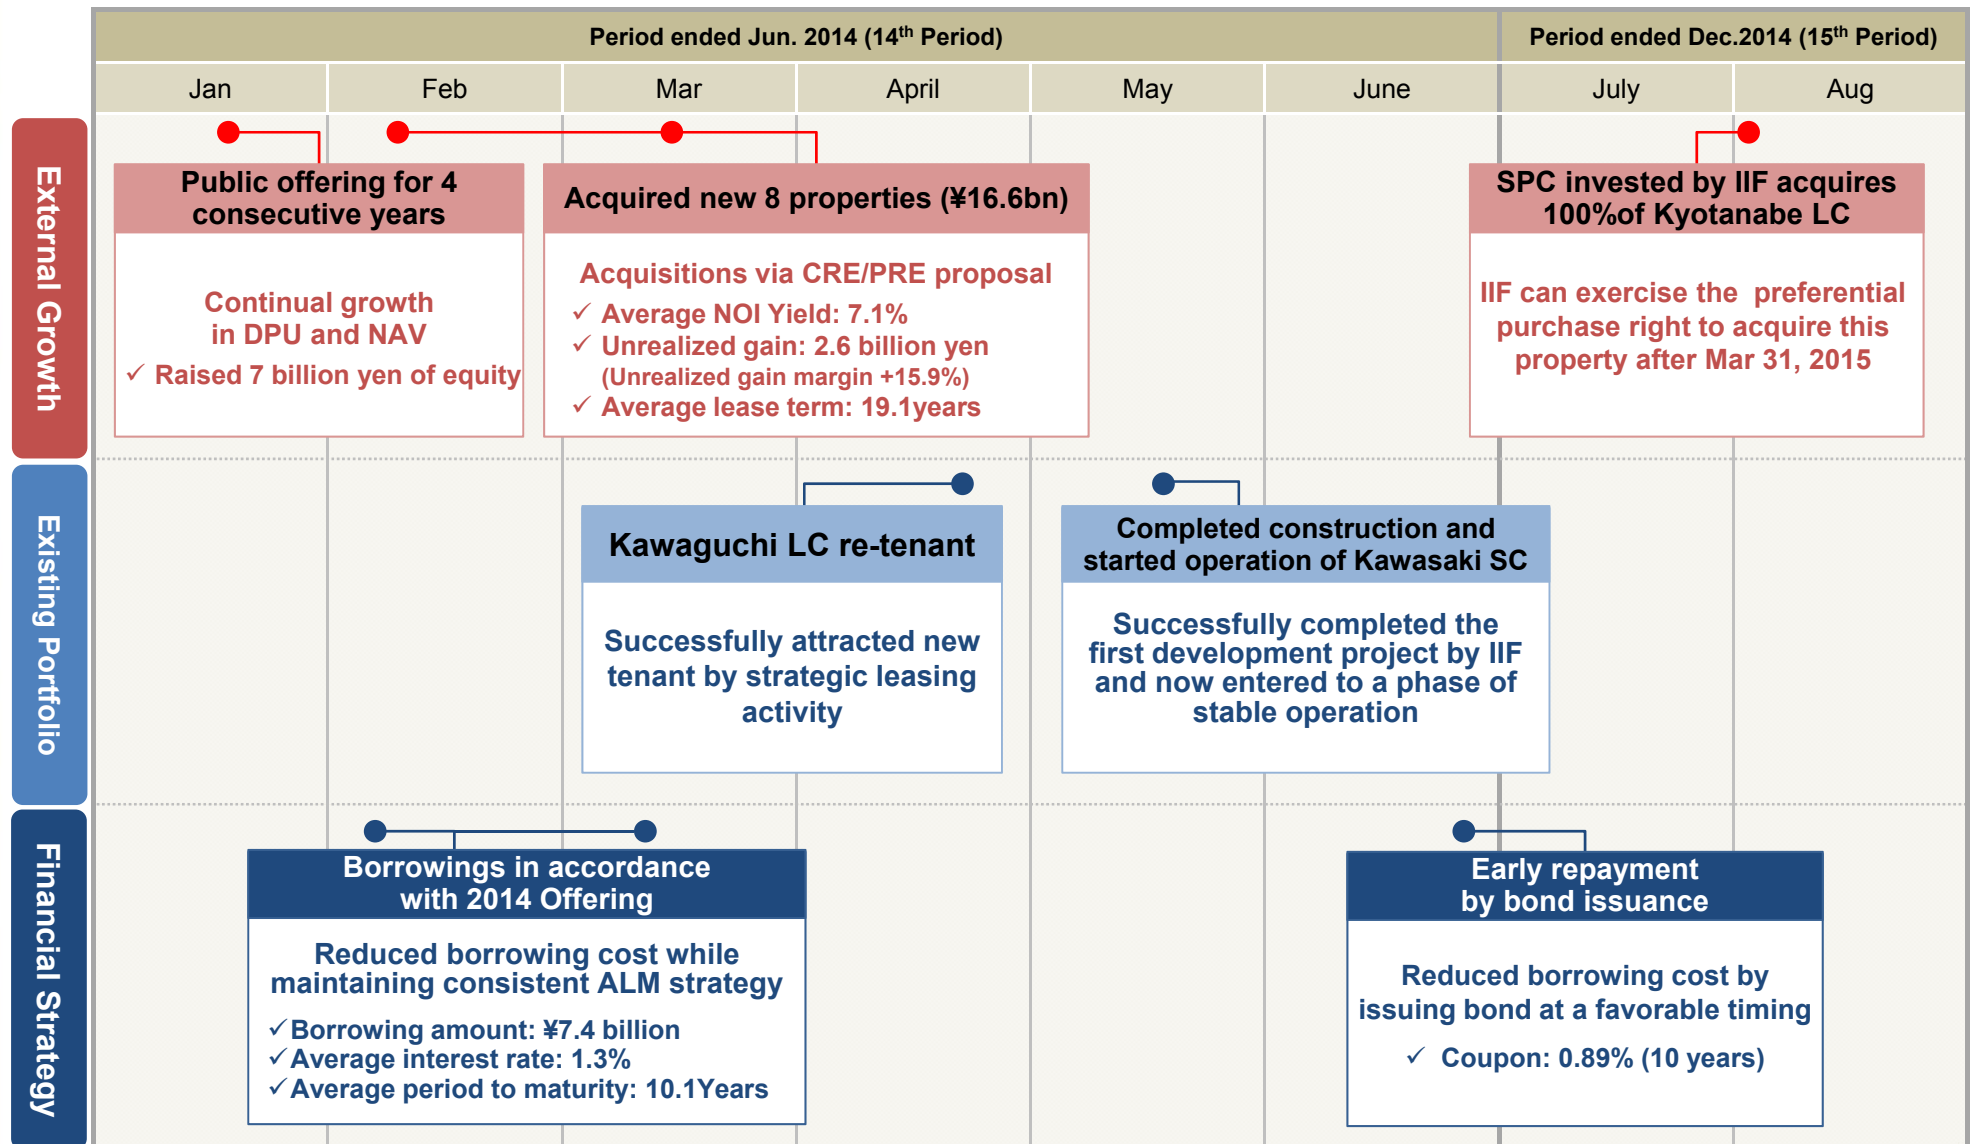 Period ended Jun. 2014 (14th Period)
Period ended Dec.2014 (15th Period)
Jan
Feb
Mar
April
May
June
July
Aug
External Growth
Public offering for 4
consecutive years
Continual growth
in DPU and NAV
✓ Raised 7 billion yen of equity
Acquired new 8 properties (¥16.6bn)
Acquisitions via CRE/PRE proposal
✓ Average NOI Yield: 7.1%
✓ Unrealized gain: 2.6 billion yen
(Unrealized gain margin +15.9%)
✓ Average lease term: 19.1years
SPC invested by IIF acquires
100%of Kyotanabe LC
IIF can exercise the preferential
purchase right to acquire this
property after Mar 31, 2015
Existing Portfolio
Kawaguchi LC re-tenant
Successfully attracted new
tenant by strategic leasing
activity
Completed construction and
started operation of Kawasaki SC
Successfully completed the
first development project by IIF
and now entered to a phase of
stable operation
Financial Strategy
Borrowings in accordance
with 2014 Offering
Reduced borrowing cost while
maintaining consistent ALM strategy
✓Borrowing amount: ¥7.4 billion
✓Average interest rate: 1.3%
✓Average period to maturity: 10.1Years
Early repayment
by bond issuance
Reduced borrowing cost by
issuing bond at a favorable timing
✓ Coupon: 0.89% (10 years)